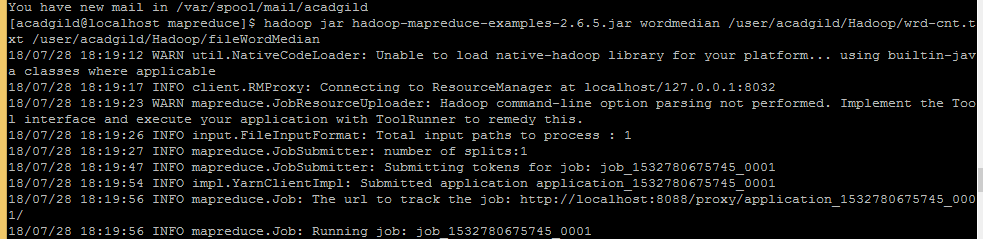 You have new mail in /var/spool/mail/acadgild
[acadgild@localhost mapreduce]$ hadoop jar hadoop-mapreduce-examples-2.6.5.jar wordmedian /user/acadgild/Hadoop/wrd-cnt.t
xt /user/acadgild/Hadoop/fileWordMedian
18/07/28 18:19:12 WARN util.NativeCodeLoader: Unable to load native-hadoop library for your platform... using builtin-jav
a classes where applicable
18/07/28 18:19:17 INFO client.RMProxy: Connecting to ResourceManager at localhost/127.0.0.1:8032
18/07/28 18:19:23 WARN mapreduce.JobResourceUploader: Hadoop command-line option parsing not performed. Implement the Too
l interface and execute your application with ToolRunner to remedy this.
18/07/28 18:19:26 INFO input.FileInputFormat: Total input paths to process : 1
18/07/28 18:19:27 INFO mapreduce.JobSubmitter: number of splits:1
18/07/28 18:19:47 INFO mapreduce.JobSubmitter: Submitting tokens for job: job_1532780675745_0001
18/07/28 18:19:54 INFO impl.YarnClientImpl: Submitted application application_1532780675745_0001
18/07/28 18:19:56 INFO mapreduce.Job: The url to track the job: http://localhost:8088/proxy/application_1532780675745_000
1/
18/07/28 18:19:56 INFO mapreduce.Job: Running job: job_1532780675745_0001